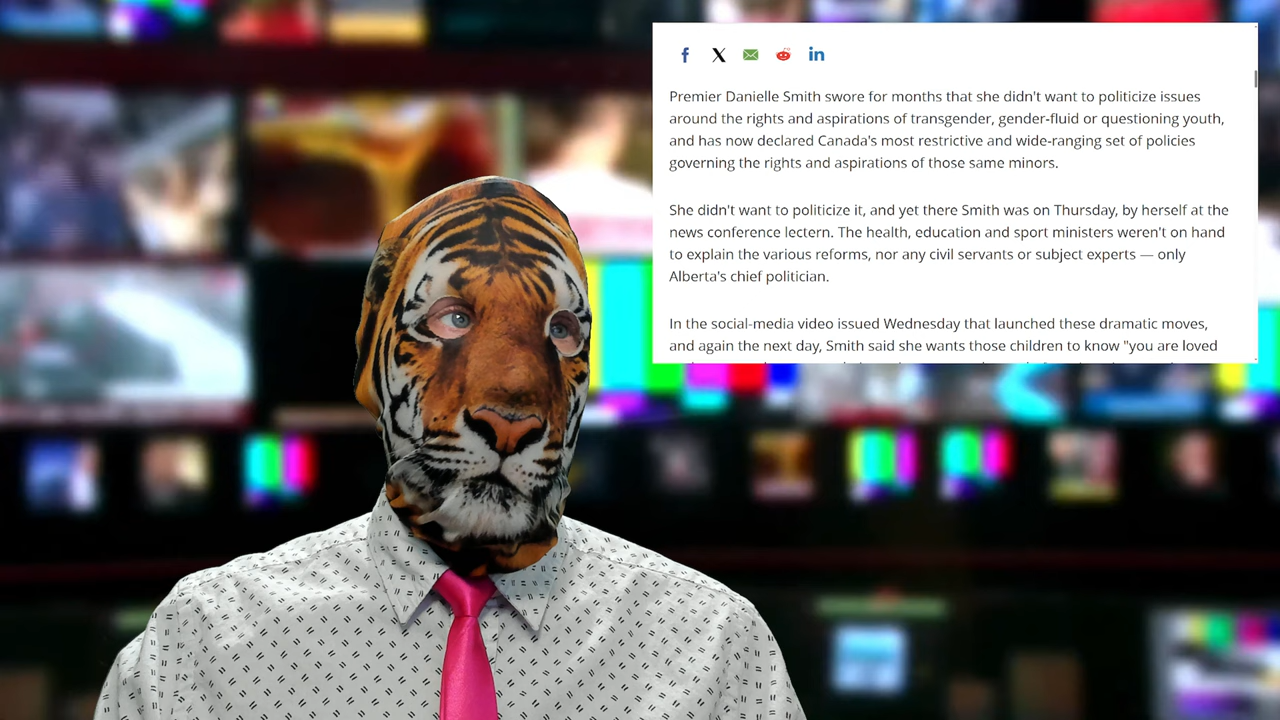 Premier Danielle Smith swore for months that she didn't want to politicize issues
around the rights and aspirations of transgender, gender-fluid or questioning youth,
and has now declared Canada's most restrictive and wide-ranging set of policies
governing the rights and aspirations of those same minors.
She didn't want to politicize it, and yet there Smith was on Thursday, by herself at the
news conference lectern. The health, education and sport ministers weren't on hand
to explain the various reforms, nor any civil servants or subject experts — only
Alberta's chief politician.
In the social-media video issued Wednesday that launched these dramatic moves,
and again the next day, Smith said she wants those children to know "you are loved